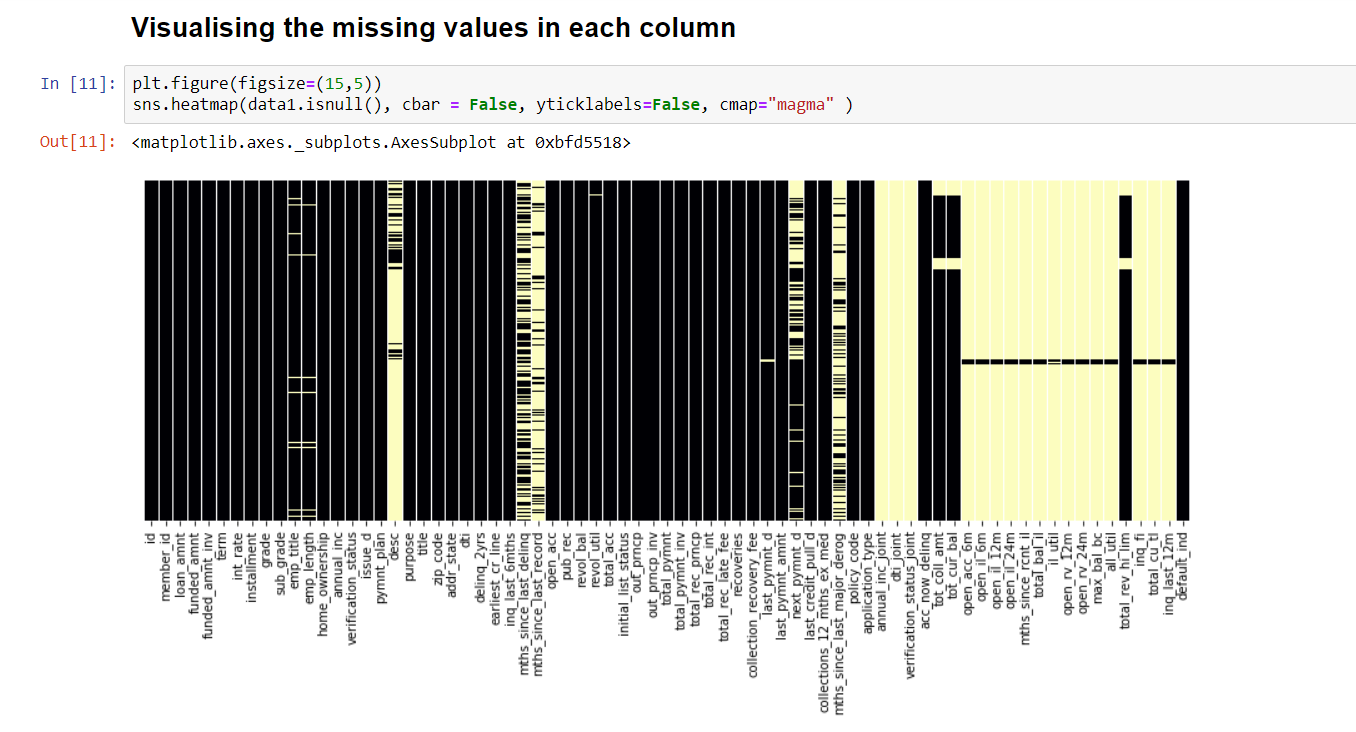 Visualising the missing values in each column
In [11]: plt.figure(figsize=(15,5))
sns.heatmap(data1.isnull(), cbar = False, yticklabels=False, cmap="magma" )
Out[11]: <matplotlib.axes._subplots.AxesSubplot at 0xbfd5518>
id
member_id
loan_amnt
funded_amnt
funded_amnt_inv
term
int_rate
installment
grade
sub_grade
emp_title
emp_length
home_ownership
annual_inc
verification_status
issue_d
pymnt_plan
desc
purpose
title
zip_code
addr_state
dti
delinq_2yrs
earliest_cr_line
inq_last_6mths
mths_since_last_delinq
mths_since_last_record
open_acc
pub_rec
revol_bal
revol_util
total_acc
initial_list_status
out_prncp
out_prncp_inv
total_pymnt
total_pymnt_inv
total_rec_prncp
total_rec_int
total_rec_late_fee
recoveries
collection_recovery_fee
last_pymnt_d
last_pymnt_amnt
next_pymnt_d
last_credit_pull_d
collections_12_mths_ex_med
mths_since_last_major_derog
policy_code
application_type
annual_inc_joint
dti_joint
verification_status_joint
acc_now_delinq
tot_coll_amt
tot_cur_bal
open_acc_6m
open_il_6m
open_il_12m
open_il_24m
mths_since_rcnt_il
total_bal_il
il_util
open_rv_12m
open_rv_24m
max_bal_bc
all_util
total_rev_hi_lim
inq_fi
total_cu_tl
inq_last_12m
default_ind